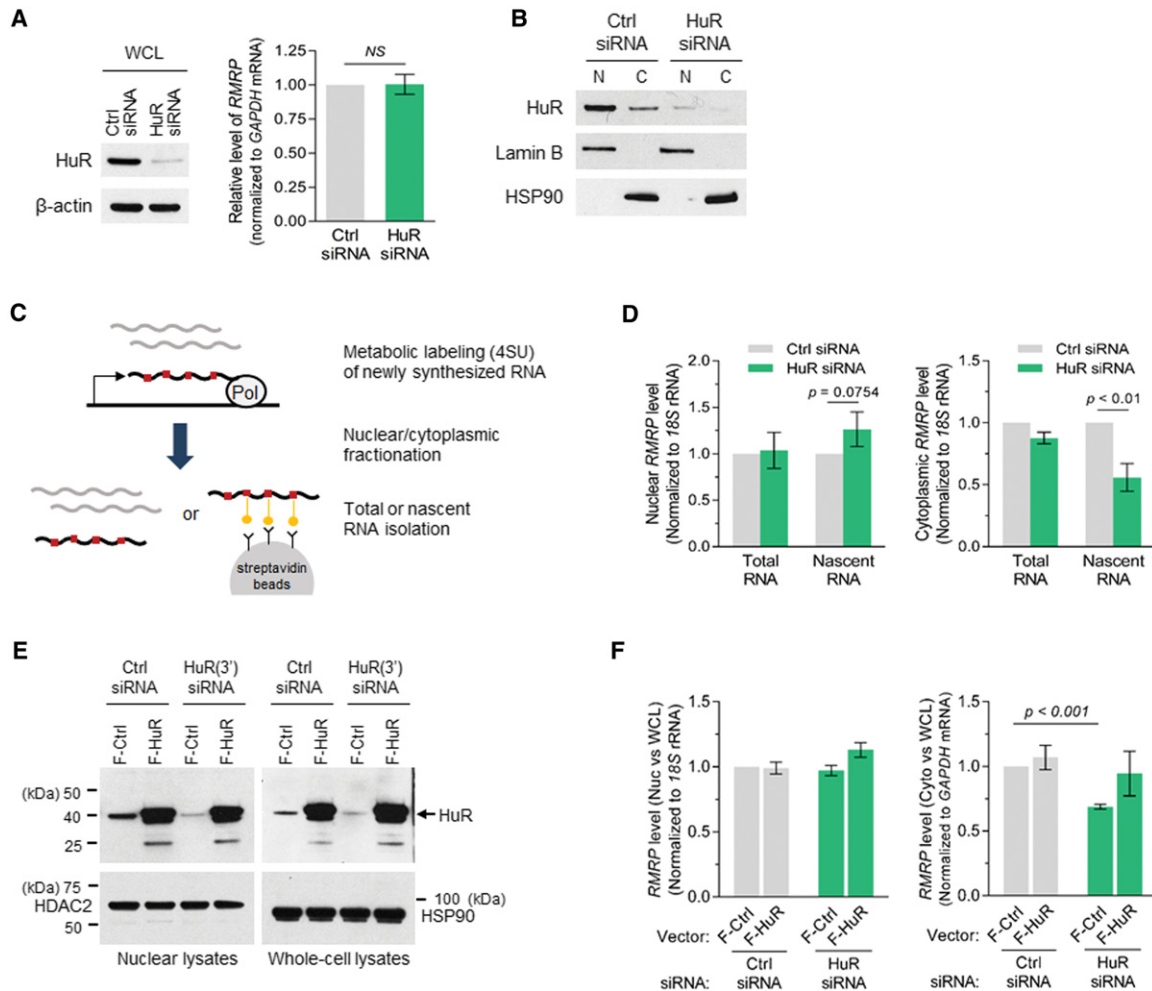 A
WCL
Ctrl siRNA
HuR siRNA
HuR
β-actin
Relative level of RMRP
(normalized to GAPDH mRNA)
1.25
1.00
0.75
0.50
0.25
0.00
NS
Ctrl
siRNA
HuR
siRNA
B
Ctrl
siRNA
HuR
siRNA
N C N C
HuR
Lamin B
HSP90
C
Pol
Metabolic labeling (4SU)
of newly synthesized RNA
Nuclear/cytoplasmic
fractionation
or
Total or nascent
RNA isolation
streptavidin
beads
D
Nuclear RMRP level
(Normalized to 18S rRNA)
2.0
1.5
1.0
0.5
0.0
Ctrl siRNA
HuR siRNA
p = 0.0754
Total
RNA
Nascent
RNA
Cytoplasmic RMRP level
(Normalized to 18S rRNA)
1.5
1.0
0.5
0.0
Ctrl siRNA
HuR siRNA
p < 0.01
Total
RNA
Nascent
RNA
E
Ctrl
siRNA
HuR(3')
siRNA
Ctrl
siRNA
HuR(3')
siRNA
F-Ctrl
F-HuR
F-Ctrl
F-HuR
F-Ctrl
F-HuR
F-Ctrl
F-HuR
(kDa) 50
40
25
HuR
(kDa) 75
HDAC2
50
100 (kDa)
HSP90
Nuclear lysates
Whole-cell lysates
F
RMRP level (Nuc vs WCL)
(Normalized to 18S rRNA)
1.5
1.0
0.5
0.0
Vector:
F-Ctrl
F-HuR
F-Ctrl
F-HuR
siRNA:
Ctrl
siRNA
HuR
siRNA
RMRP level (Cyto vs WCL)
(Normalized to GAPDH mRNA)
1.5
1.0
0.5
0.0
p < 0.001
Vector:
F-Ctrl
F-HuR
F-Ctrl
F-HuR
siRNA:
Ctrl
siRNA
HuR
siRNA